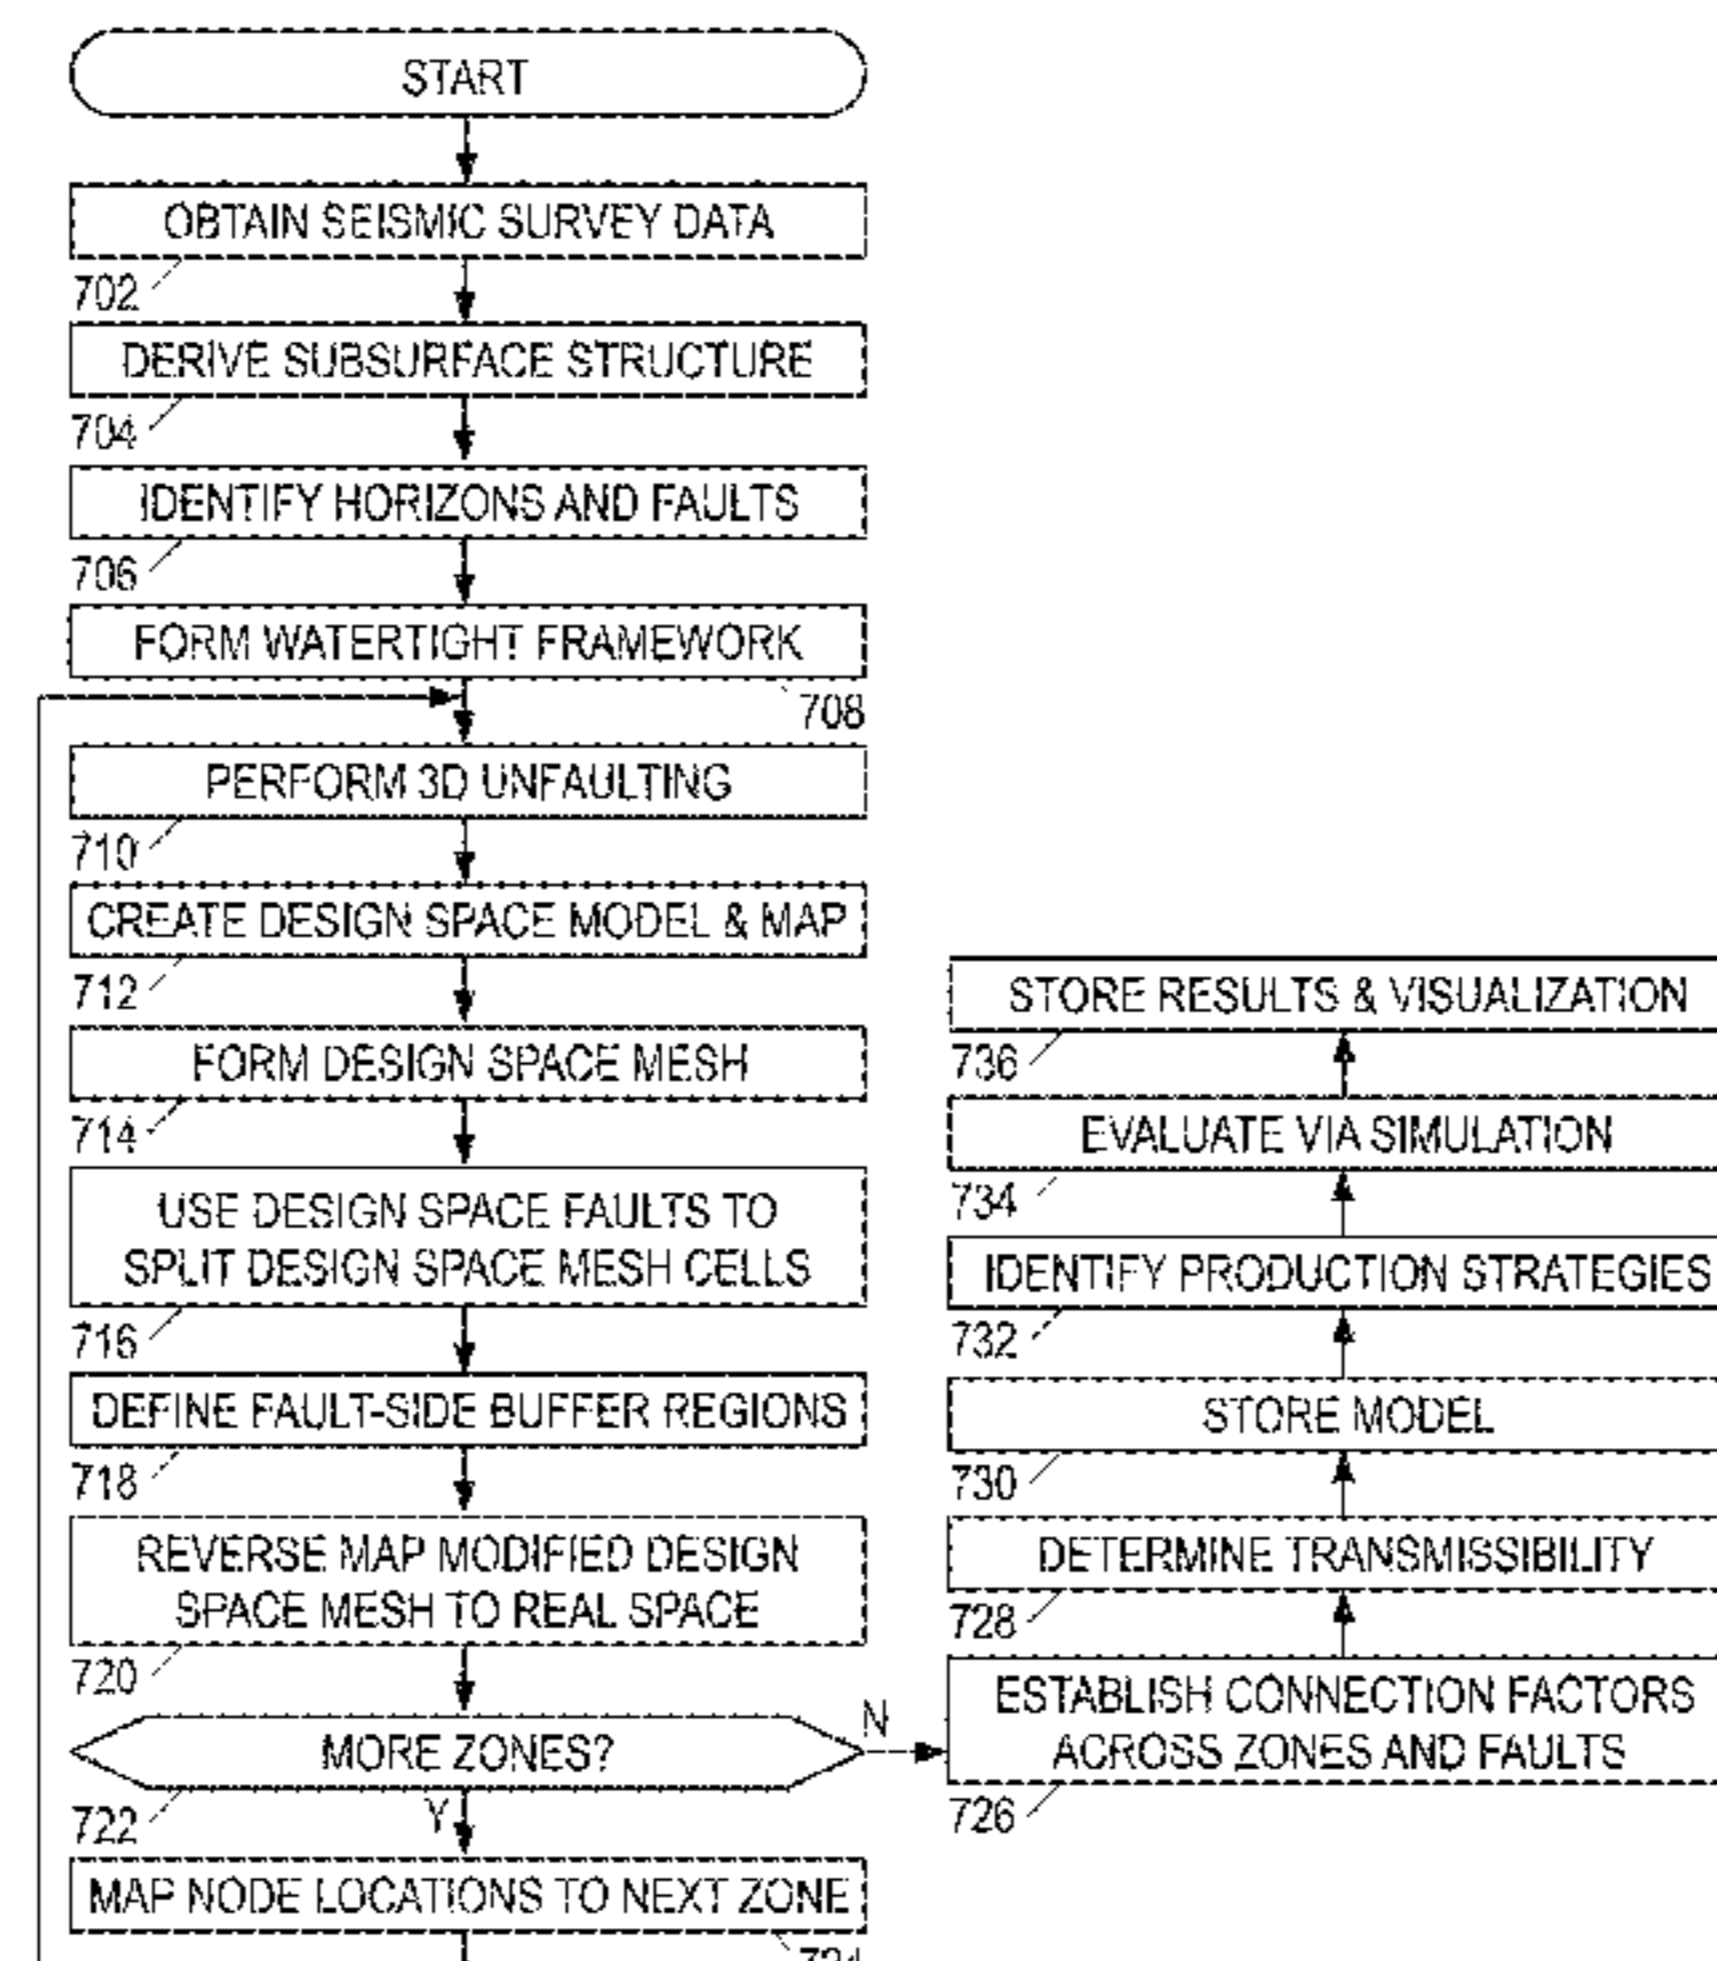 START
OBTAIN SEISMIC SURVEY DATA
702
DERIVE SUBSURFACE STRUCTURE
704
IDENTIFY HORIZONS AND FAULTS
706
FORM WATERTIGHT FRAMEWORK
708
PERFORM 3D UNFAULTING
710
CREATE DESIGN SPACE MODEL & MAP
712
FORM DESIGN SPACE MESH
714
USE DESIGN SPACE FAULTS TO
SPLIT DESIGN SPACE MESH CELLS
716
DEFINE FAULT-SIDE BUFFER REGIONS
718
REVERSE MAP MODIFIED DESIGN
SPACE MESH TO REAL SPACE
720
MORE ZONES?
N
722
Y
MAP NODE LOCATIONS TO NEXT ZONE
STORE RESULTS & VISUALIZATION
736
EVALUATE VIA SIMULATION
734
IDENTIFY PRODUCTION STRATEGIES
732
STORE MODEL
730
DETERMINE TRANSMISSIBILITY
728
ESTABLISH CONNECTION FACTORS
ACROSS ZONES AND FAULTS
726